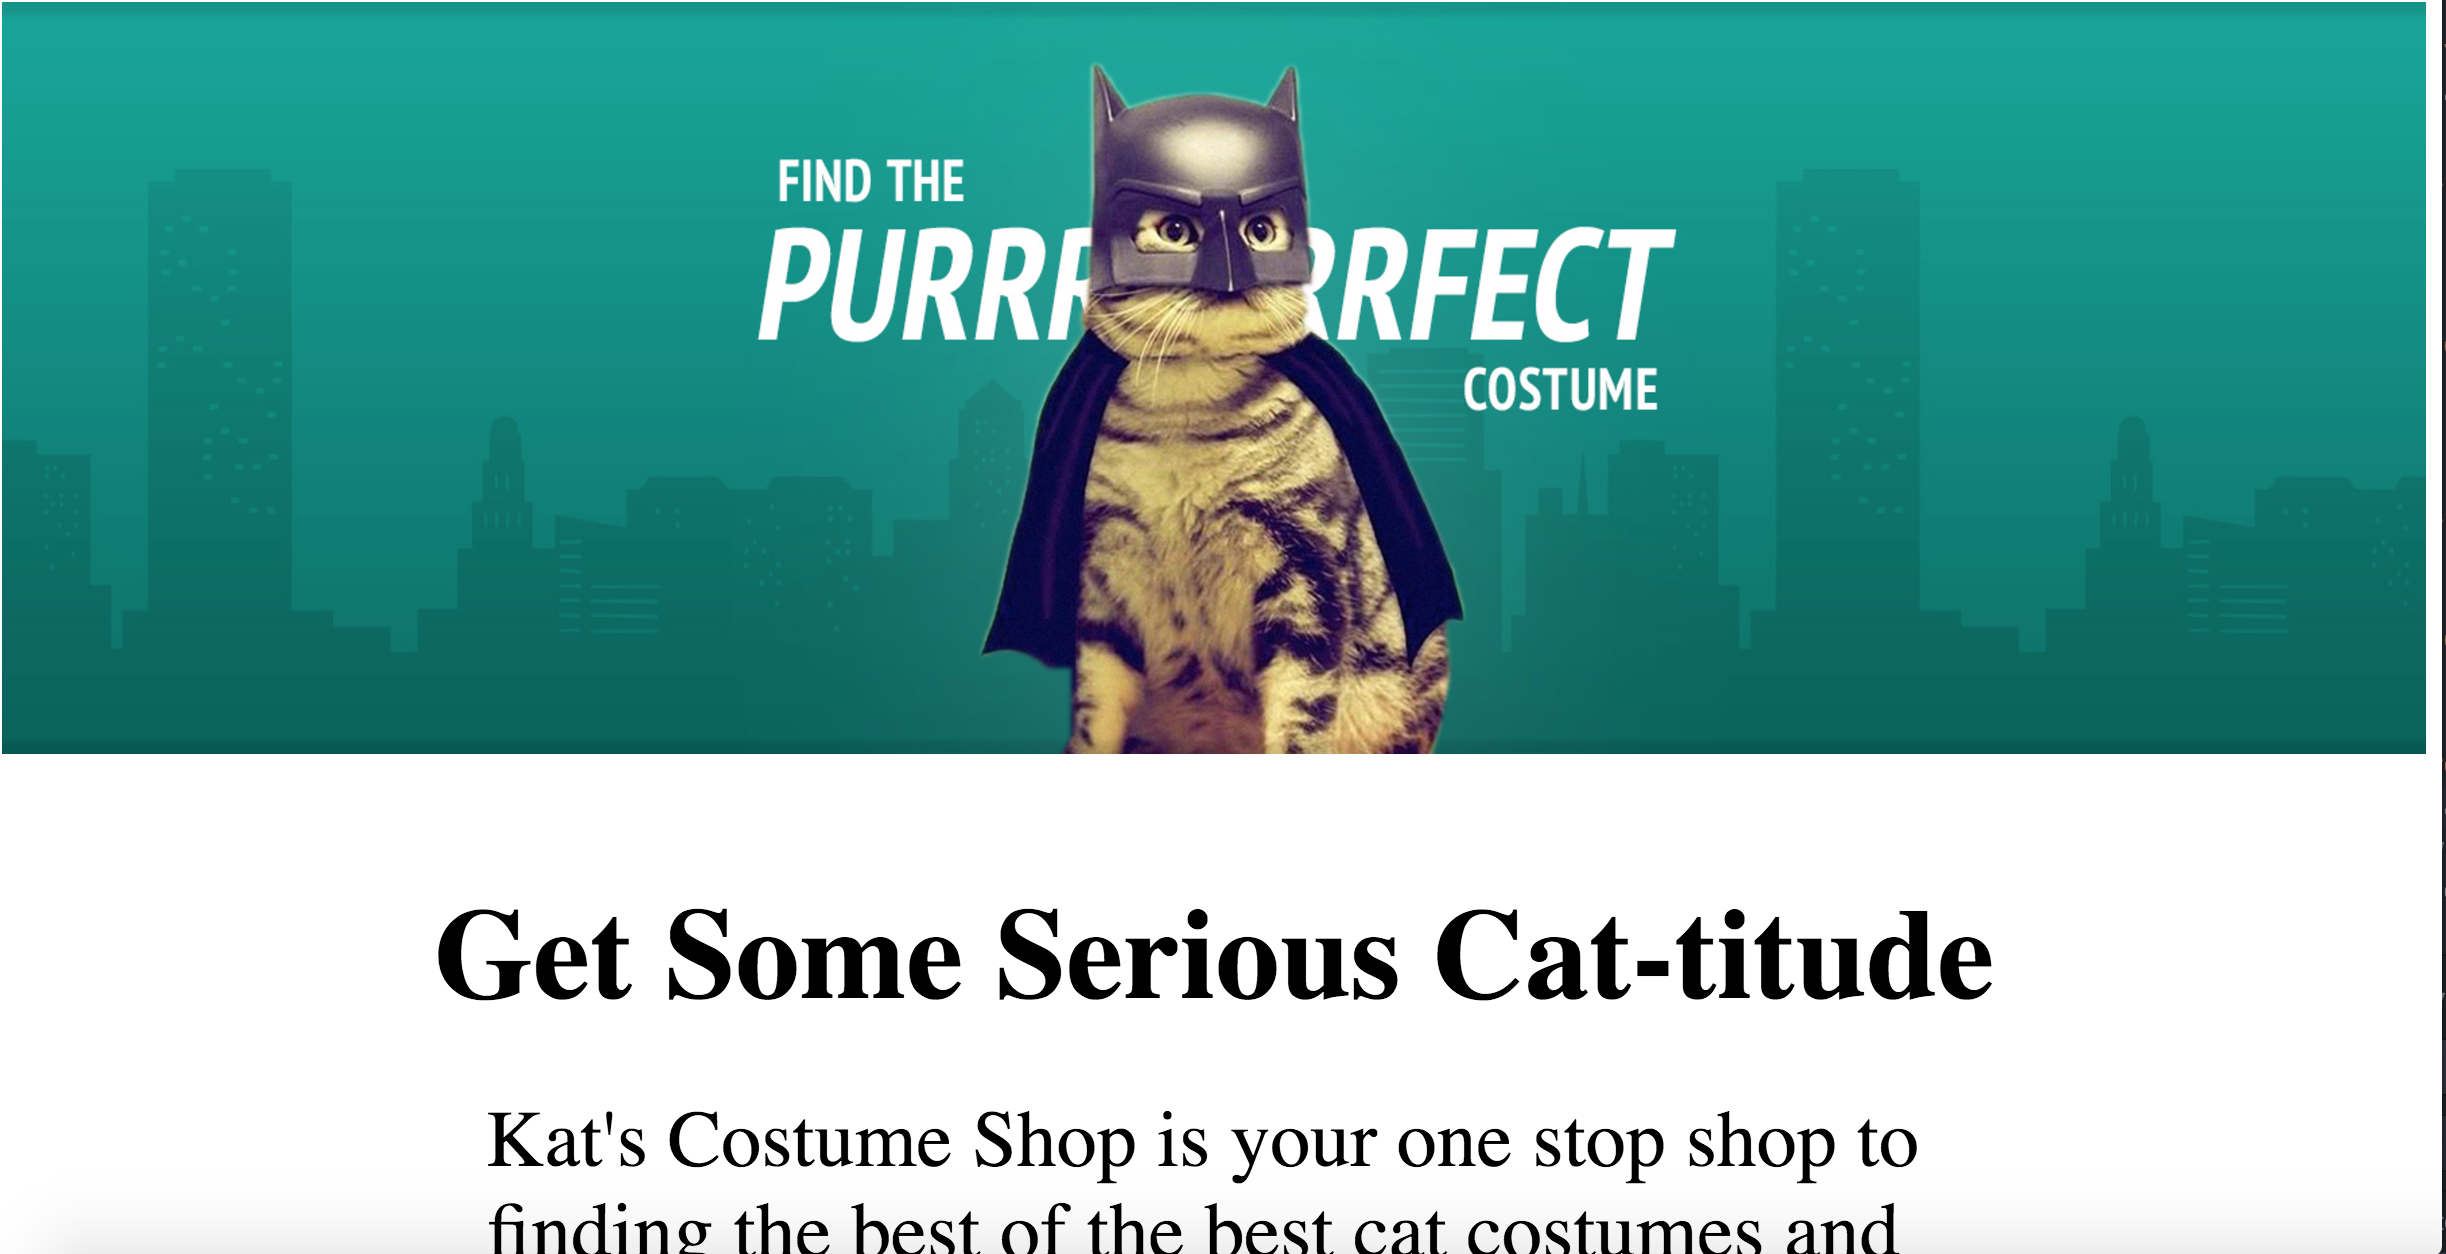 FIND THE
PURRR RRFECT
COSTUME
Get Some Serious Cat-titude
Kat's Costume Shop is your one stop shop to
finding the best of the best cat costumes and